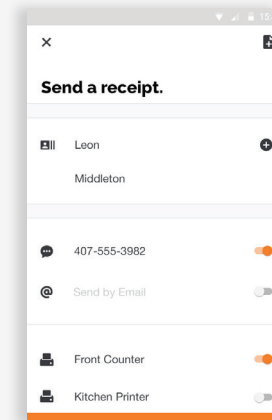 Send a receipt.
Leon
Middleton
407-555-3982
@ Send by Email
Front Counter
Kitchen Printer